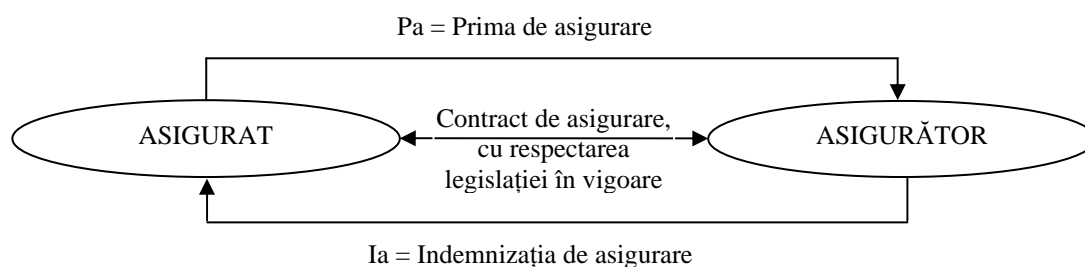 Pa = Prima de asigurare
ASIGURAT
Contract de asigurare,
cu respectarea
legislației în vigoare
ASIGURĂTOR
Ia = Indemnizația de asigurare